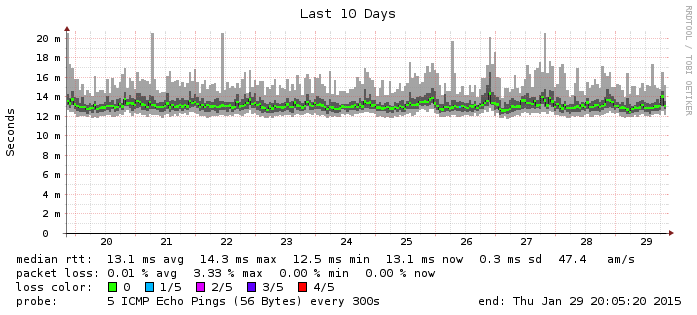 Last 10 Days
RRDTOOL / TOBI OETIKER
Seconds
20 m
18 m
16 m
14 m
12 m
10 m
8 m
6 m
4 m
2 m
0
20 21 22 23 24 25 26 27 28 29
median rtt: 13.1 ms avg 14.3 ms max 12.5 ms min 13.1 ms now 0.3 ms sd 47.4 am/s
packet loss: 0.01 % avg 3.33 % max 0.00 % min 0.00 % now
loss color: 0 1/5 2/5 3/5 4/5
probe: 5 ICMP Echo Pings (56 Bytes) every 300s end: Thu Jan 29 20:05:20 2015